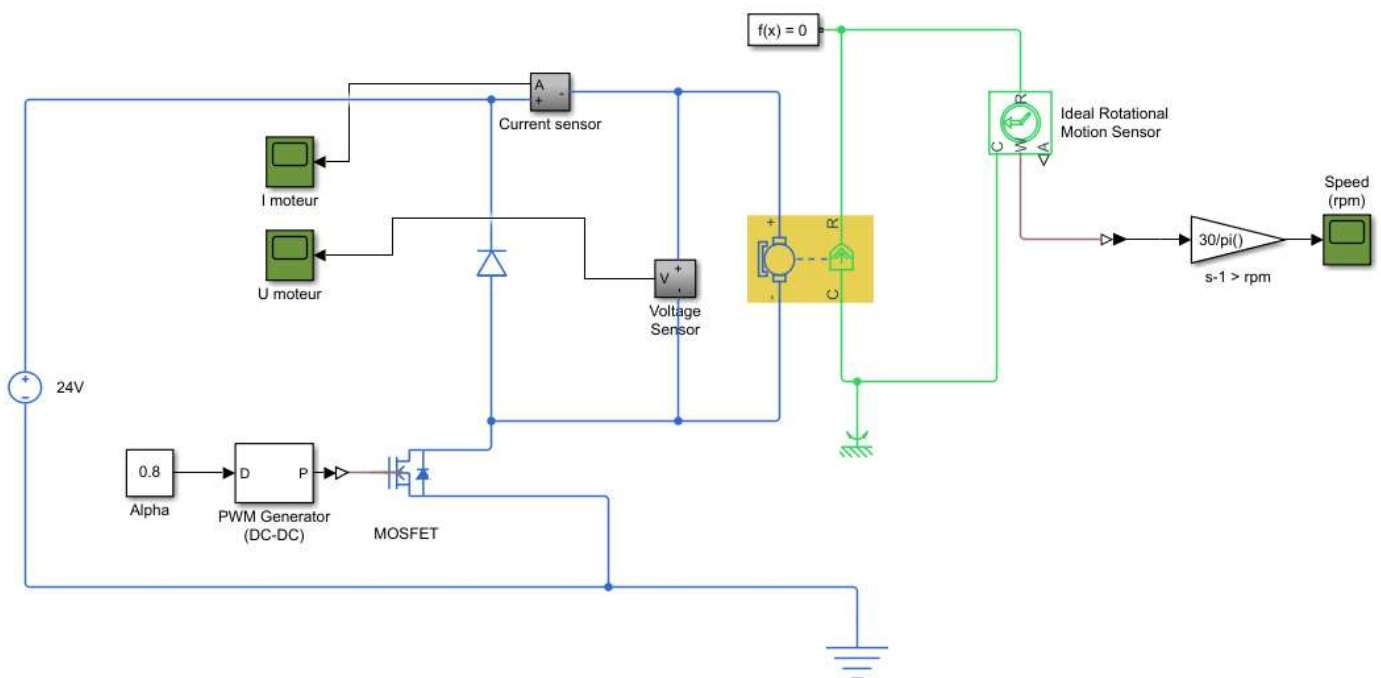 f(x) = 0
A
+
-
Current sensor
R
C
W
A
Ideal Rotational
Motion Sensor
I moteur
U moteur
V
+
-
Voltage
Sensor
+
-
R
C
30/pi()
s-1 > rpm
Speed
(rpm)
+
−
24V
0.8
Alpha
D
P
PWM Generator
(DC-DC)
MOSFET